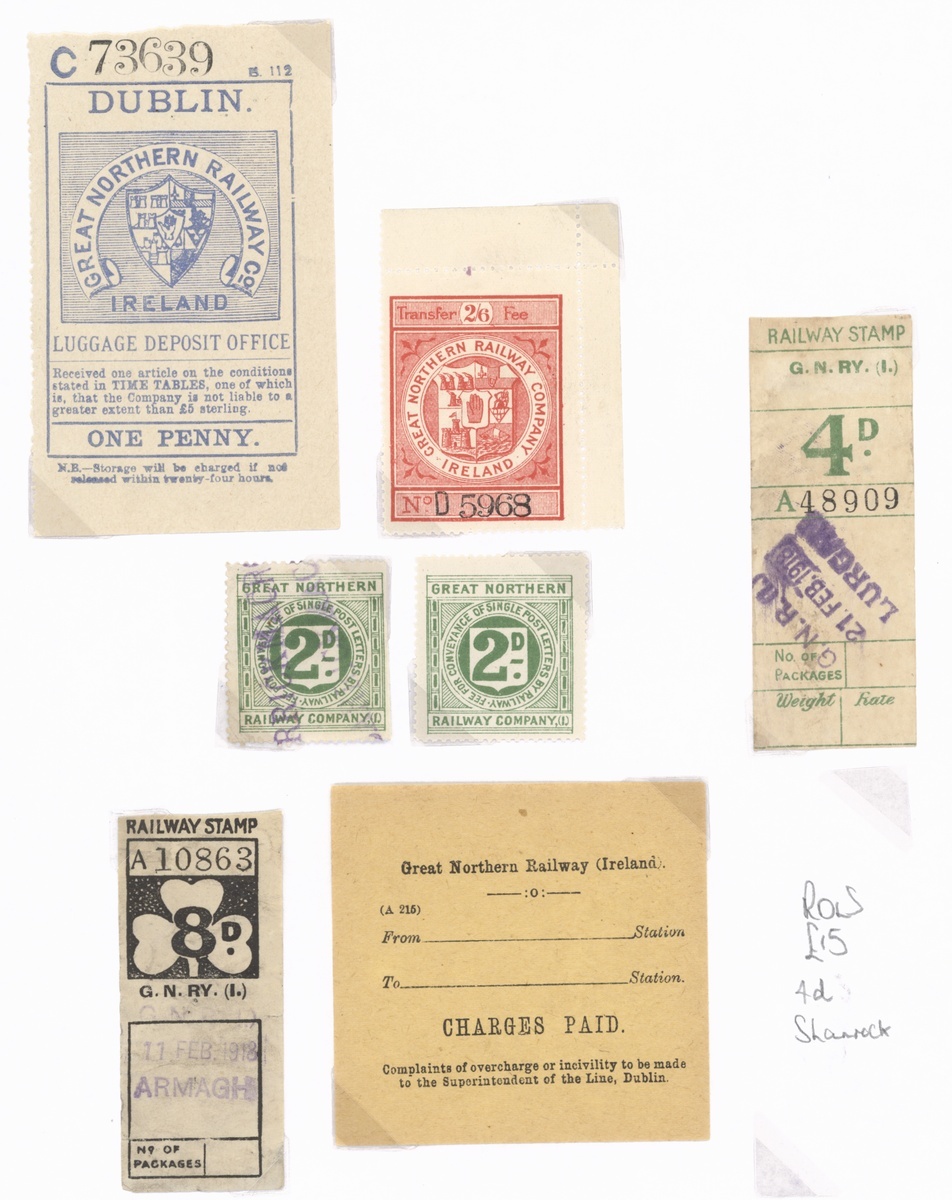 C 73639
B. 112
DUBLIN.
GREAT NORTHERN RAILWAY Co.
IRELAND
LUGGAGE DEPOSIT OFFICE
Received one article on the conditions
stated in TIME TABLES, one of which
is, that the Company is not liable to a
greater extent than £5 sterling.
ONE PENNY.
N.B.—Storage will be charged if not
released within twenty-four hours.
Transfer 2/6 Fee
GREAT NORTHERN RAILWAY COMPANY
IRELAND
No D 5968
RAILWAY STAMP
G. N. RY. (I.)
4D.
A48909
G.N.R.(I)
21. FEB. 1918
LURGAN
No. OF
PACKAGES
Weight Rate
GREAT NORTHERN
FEE FOR CONVEYANCE OF SINGLE POST LETTERS BY RAILWAY
2D.
RAILWAY COMPANY, (I.)
GREAT NORTHERN
FEE FOR CONVEYANCE OF SINGLE POST LETTERS BY RAILWAY
2D.
RAILWAY COMPANY, (I.)
RAILWAY STAMP
A 10863
8D.
G. N. RY. (I.)
11 FEB. 1918
ARMAGH
No OF
PACKAGES
Great Northern Railway (Ireland).
——:o:——
(A 215)
From Station
To Station.
CHARGES PAID.
Complaints of overcharge or incivility to be made
to the Superintendent of the Line, Dublin.
ROW
£15
4d
Shamrock